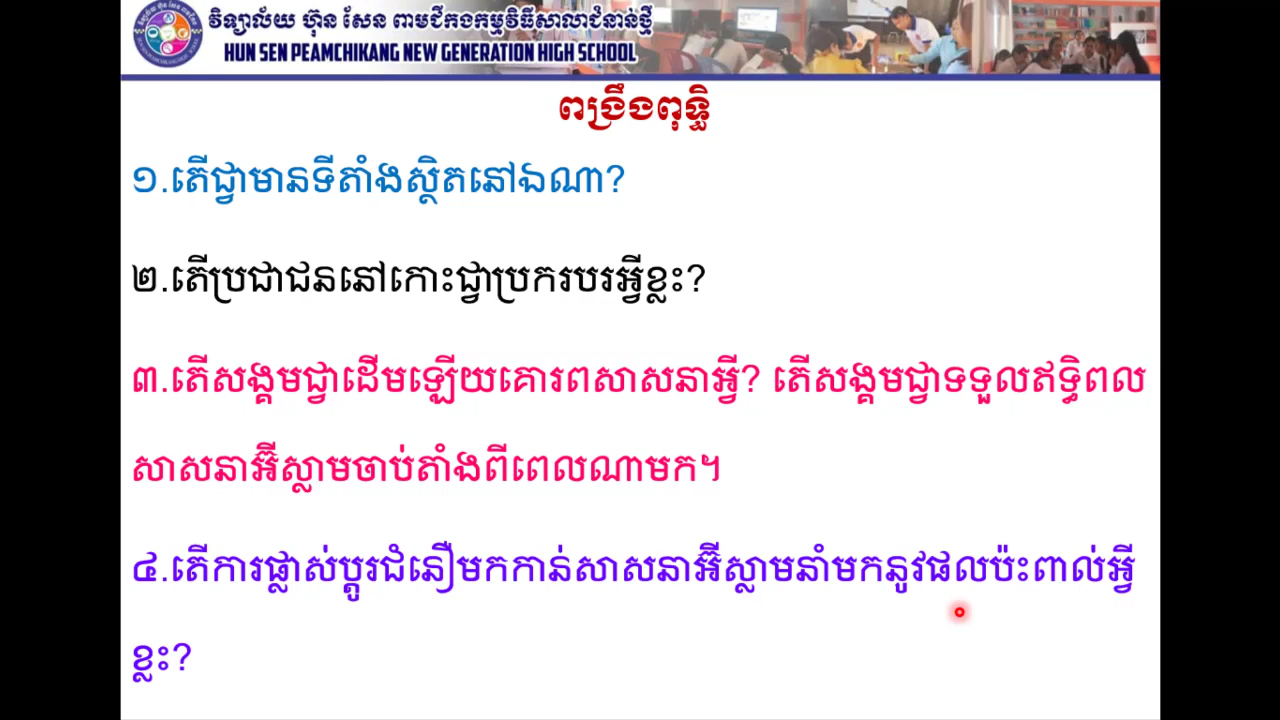 វិទ្យាល័យ ហ៊ុន សែន ពាមជីកងកម្មវិធីសាលាជំនាន់ថ្មី
HUN SEN PEAMCHIKANG NEW GENERATION HIGH SCHOOL
ពង្រឹងពុទ្ធិ
១.តើជ្វាមានទីតាំងស្ថិតនៅឯណា?
២.តើប្រជាជននៅកោះជ្វាប្រករបរអ្វីខ្លះ?
៣.តើសង្គមជ្វាដើមឡើយគោរពសាសនាអ្វី? តើសង្គមជ្វាទទួលឥទ្ធិពល
សាសនាអ៊ីស្លាមចាប់តាំងពីពេលណាមក។
៤.តើការផ្លាស់ប្តូរជំនឿមកកាន់សាសនាអ៊ីស្លាមនាំមកនូវផលប៉ះពាល់អ្វី
ខ្លះ?